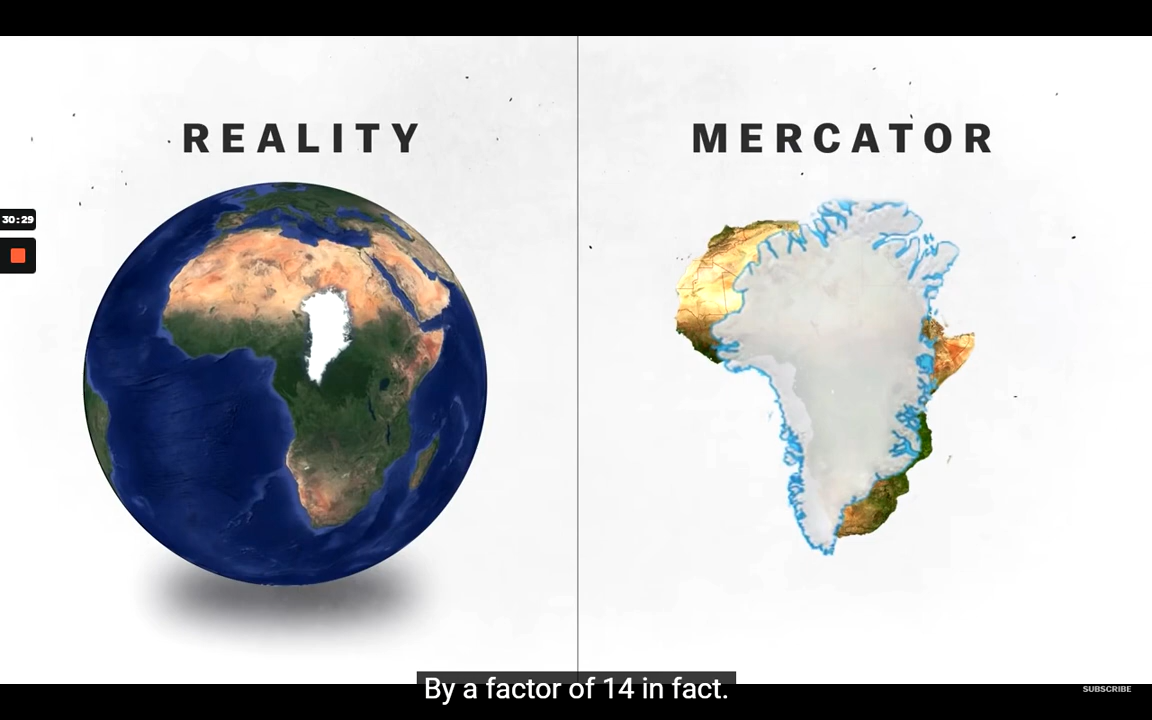 REALITY
MERCATOR
30:29
By a factor of 14 in fact.
SUBSCRIBE